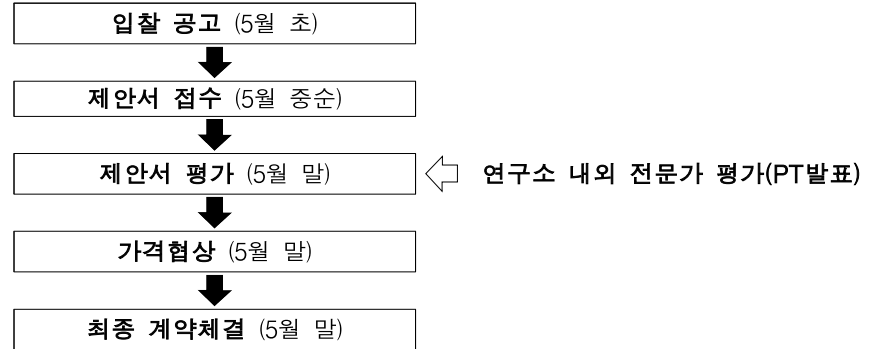 입찰 공고 (5월 초)
제안서 접수 (5월 중순)
제안서 평가 (5월 말)
연구소 내외 전문가 평가(PT발표)
가격협상 (5월 말)
최종 계약체결 (5월 말)